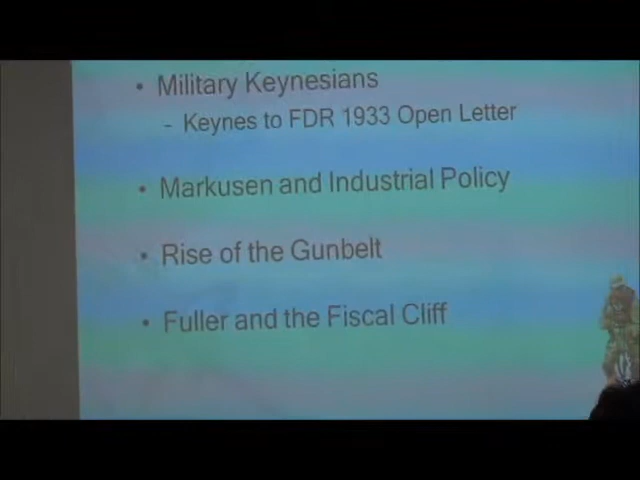 • Military Keynesians
- Keynes to FDR 1933 Open Letter
• Markusen and Industrial Policy
• Rise of the Gunbelt
• Fuller and the Fiscal Cliff